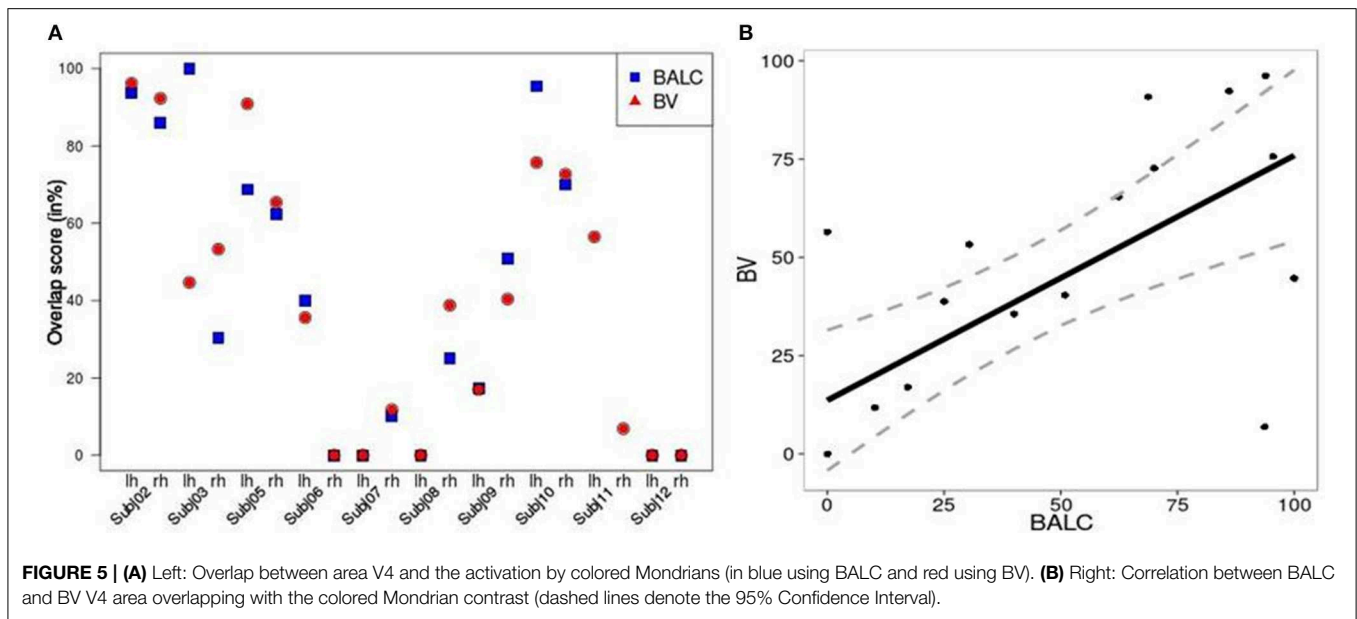 A
100
80
60
40
20
0
Overlap score (in%)
BALC
BV
lh rh lh rh lh rh lh rh lh rh lh rh lh rh lh rh lh rh lh rh
Subj02 Subj03 Subj05 Subj06 Subj07 Subj08 Subj09 Subj10 Subj11 Subj12
B
100
75
50
25
0
BV
0 25 50 75 100
BALC
FIGURE 5 | (A) Left: Overlap between area V4 and the activation by colored Mondrians (in blue using BALC and red using BV). (B) Right: Correlation between BALC
and BV V4 area overlapping with the colored Mondrian contrast (dashed lines denote the 95% Confidence Interval).